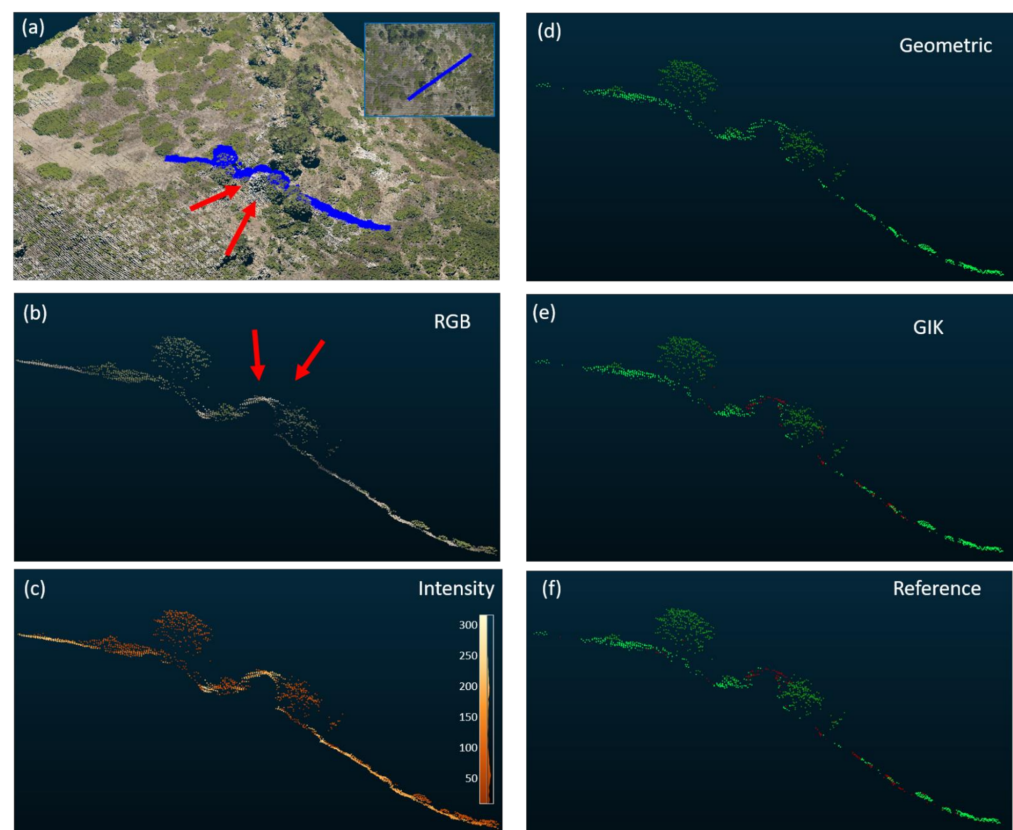 (a)
(b)
RGB
(c)
Intensity
300
250
200
150
100
50
(d)
Geometric
(e)
GIK
(f)
Reference